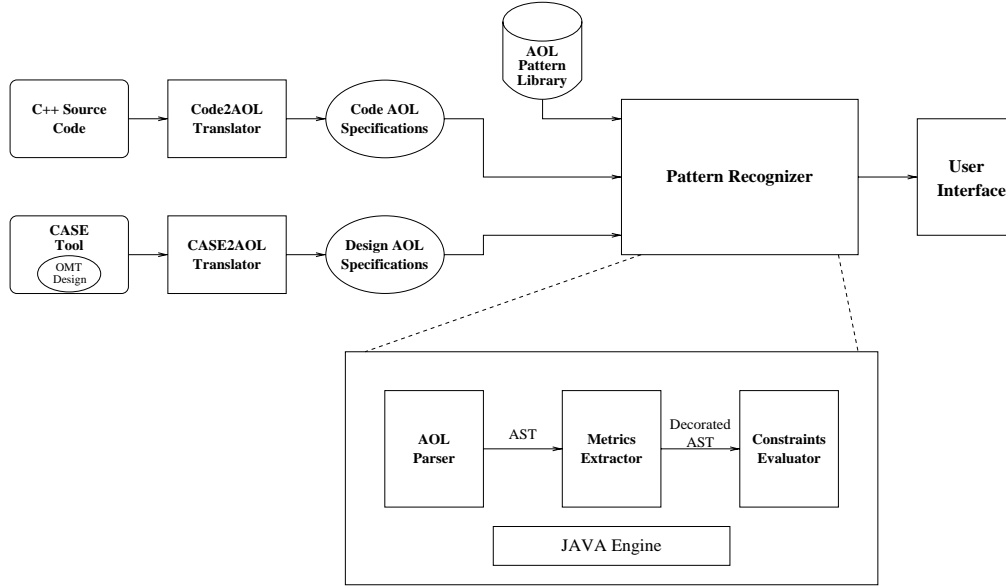 AOL
Pattern
Library
C++ Source
Code
Code2AOL
Translator
Code AOL
Specifications
Pattern Recognizer
User
Interface
CASE
Tool
OMT
Design
CASE2AOL
Translator
Design AOL
Specifications
AOL
Parser
AST
Metrics
Extractor
Decorated
AST
Constraints
Evaluator
JAVA Engine